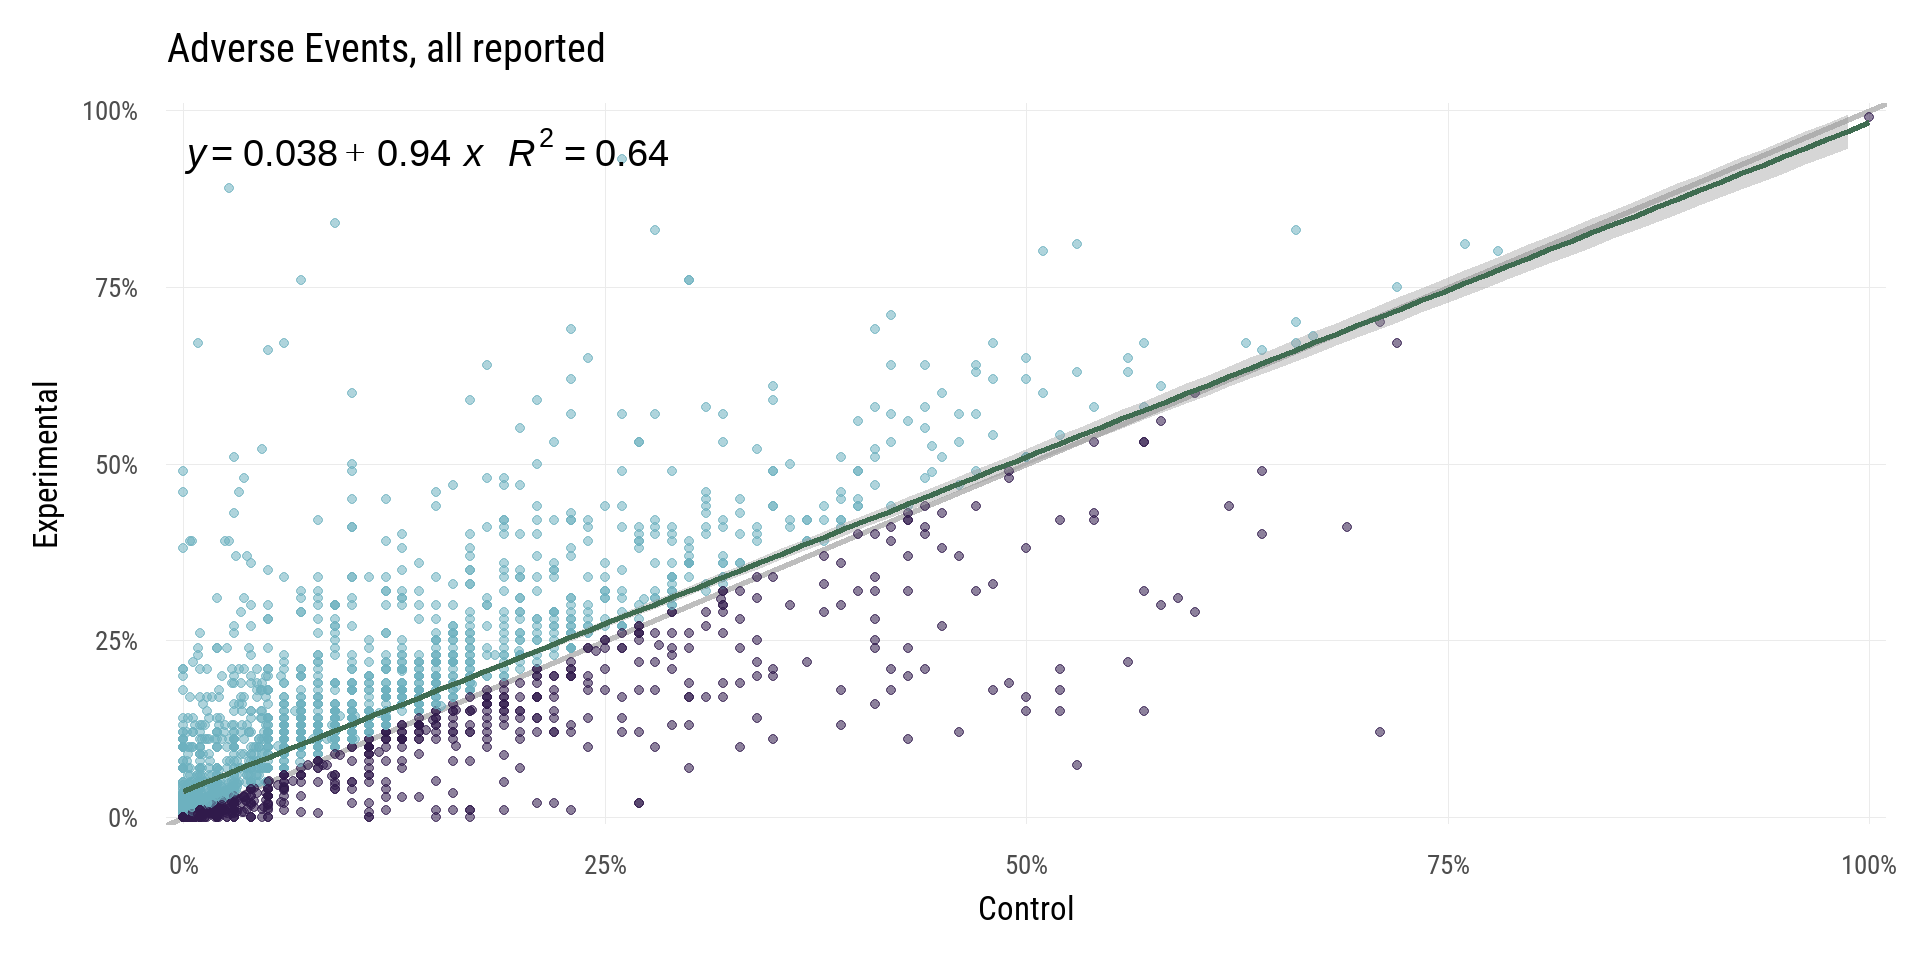 Adverse Events, all reported
100%
75%
50%
25%
0%
y = 0.038 + 0.94 x R² = 0.64
Experimental
0% 25% 50% 75% 100%
Control